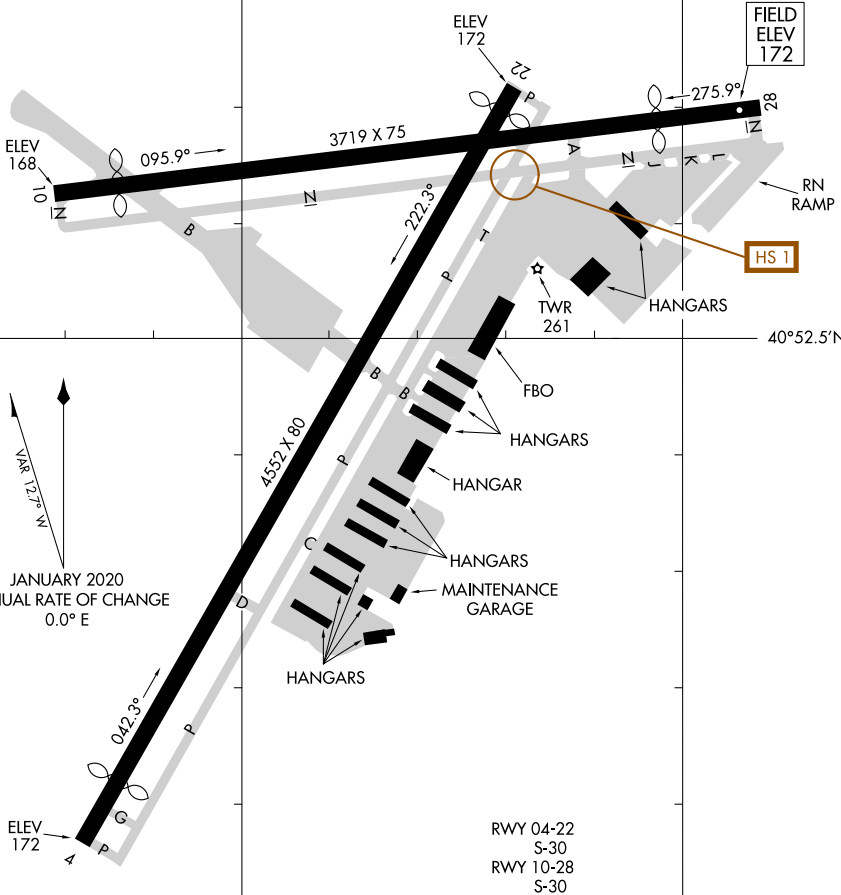 ELEV
172
22
P
FIELD
ELEV
172
275.9°
28
N
ELEV
168
095.9°
3719 X 75
10
N
N
A
N
J
K
L
RN
RAMP
B
222.3°
T
P
HS 1
TWR
261
HANGARS
40°52.5'N
FBO
B
B
HANGARS
4552 X 80
P
HANGAR
VAR 12.7° W
C
HANGARS
JANUARY 2020
UAL RATE OF CHANGE
0.0° E
D
MAINTENANCE
GARAGE
HANGARS
042.3°
P
G
ELEV
172
4
P
RWY 04-22
S-30
RWY 10-28
S-30